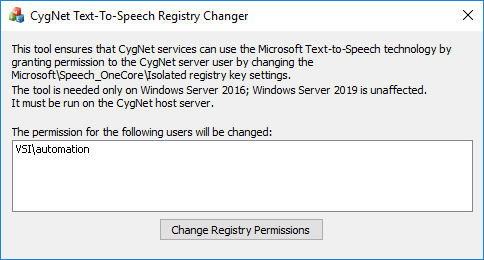 CygNet Text-To-Speech Registry Changer
This tool ensures that CygNet services can use the Microsoft Text-to-Speech technology by
granting permission to the CygNet server user by changing the
Microsoft\Speech_OneCore\Isolated registry key settings.
The tool is needed only on Windows Server 2016; Windows Server 2019 is unaffected.
It must be run on the CygNet host server.
The permission for the following users will be changed:
VSI\automation
Change Registry Permissions